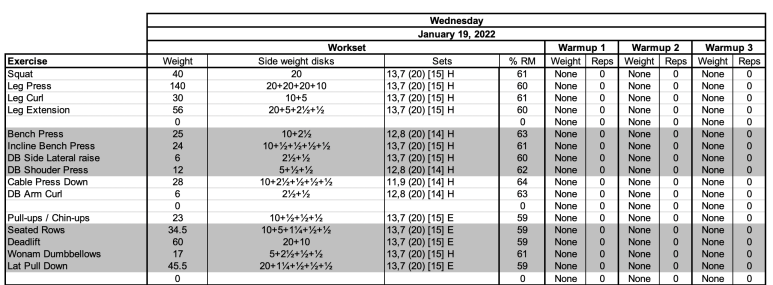 Wednesday
January 19, 2022
Workset Warmup 1 Warmup 2 Warmup 3
Exercise Weight Side weight disks Sets % RM Weight Reps Weight Reps Weight Reps
Squat 40 20 13,7 (20) [15] H 61 None 0 None 0 None 0
Leg Press 140 20+20+20+10 13,7 (20) [15] H 60 None 0 None 0 None 0
Leg Curl 30 10+5 13,7 (20) [15] H 61 None 0 None 0 None 0
Leg Extension 56 20+5+2½+½ 13,7 (20) [15] H 60 None 0 None 0 None 0
0 None 0 None 0 None 0
Bench Press 25 10+2½ 12,8 (20) [14] H 63 None 0 None 0 None 0
Incline Bench Press 24 10+½+½+½+½ 13,7 (20) [15] H 61 None 0 None 0 None 0
DB Side Lateral raise 6 2½+½ 13,7 (20) [15] H 60 None 0 None 0 None 0
DB Shouder Press 12 5+½+½ 12,8 (20) [14] H 62 None 0 None 0 None 0
Cable Press Down 28 10+2½+½+½+½ 11,9 (20) [14] H 64 None 0 None 0 None 0
DB Arm Curl 6 2½+½ 12,8 (20) [14] H 63 None 0 None 0 None 0
0 None 0 None 0 None 0
Pull-ups / Chin-ups 23 10+½+½+½ 13,7 (20) [15] E 59 None 0 None 0 None 0
Seated Rows 34.5 10+5+1¼+½+½ 13,7 (20) [15] E 59 None 0 None 0 None 0
Deadlift 60 20+10 13,7 (20) [15] E 59 None 0 None 0 None 0
Wonam Dumbbellows 17 5+2½+½+½ 13,7 (20) [15] H 61 None 0 None 0 None 0
Lat Pull Down 45.5 20+1¼+½+½+½ 13,7 (20) [15] E 59 None 0 None 0 None 0
0 None 0 None 0 None 0